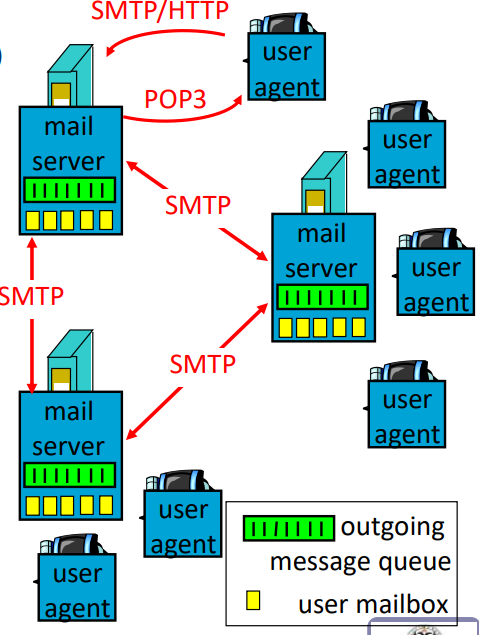 SMTP/HTTP
user
agent
POP3
mail
server
user
agent
SMTP
mail
server
user
agent
SMTP
SMTP
mail
server
user
agent
user
agent
user
agent
outgoing
message queue
user mailbox